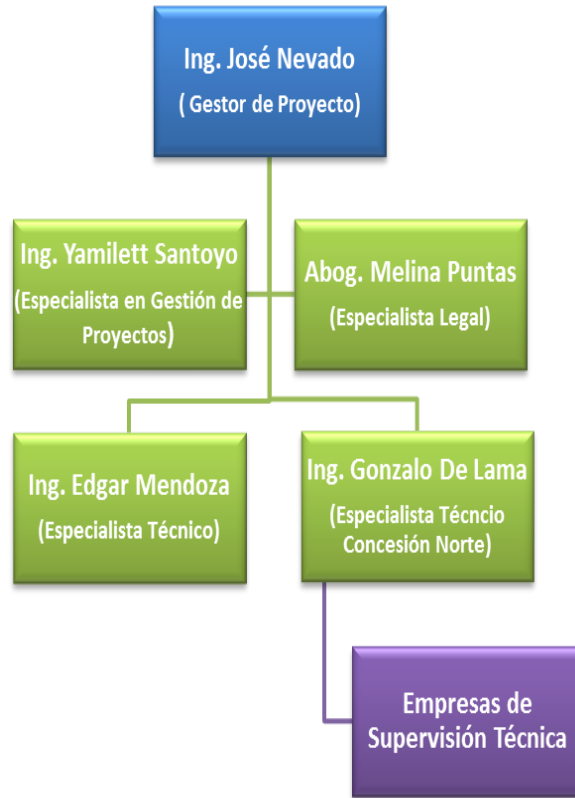 Ing. José Nevado
( Gestor de Proyecto)
Ing. Yamilett Santoyo
(Especialista en Gestión de
Proyectos)
Abog. Melina Puntas
(Especialista Legal)
Ing. Edgar Mendoza
(Especialista Técnico)
Ing. Gonzalo De Lama
(Especialista Técncio
Concesión Norte)
Empresas de
Supervisión Técnica